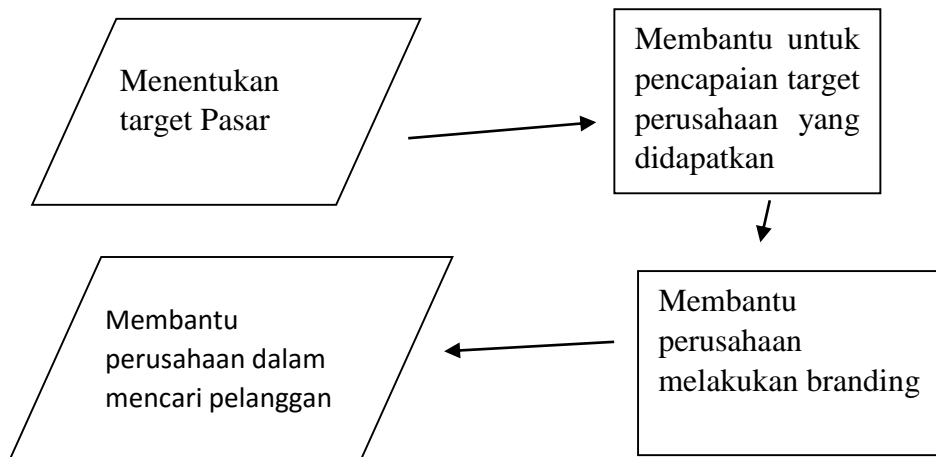 Menentukan
target Pasar
Membantu untuk
pencapaian target
perusahaan yang
didapatkan
Membantu
perusahaan
melakukan branding
Membantu
perusahaan dalam
mencari pelanggan